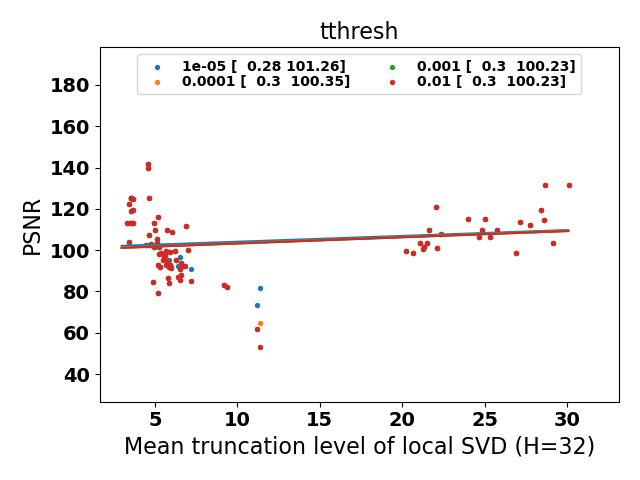 tthresh
1e-05 [  0.28 101.26]
0.0001 [  0.3  100.35]
0.001 [  0.3  100.23]
0.01 [  0.3  100.23]
PSNR
180
160
140
120
100
80
60
40
5 10 15 20 25 30
Mean truncation level of local SVD (H=32)